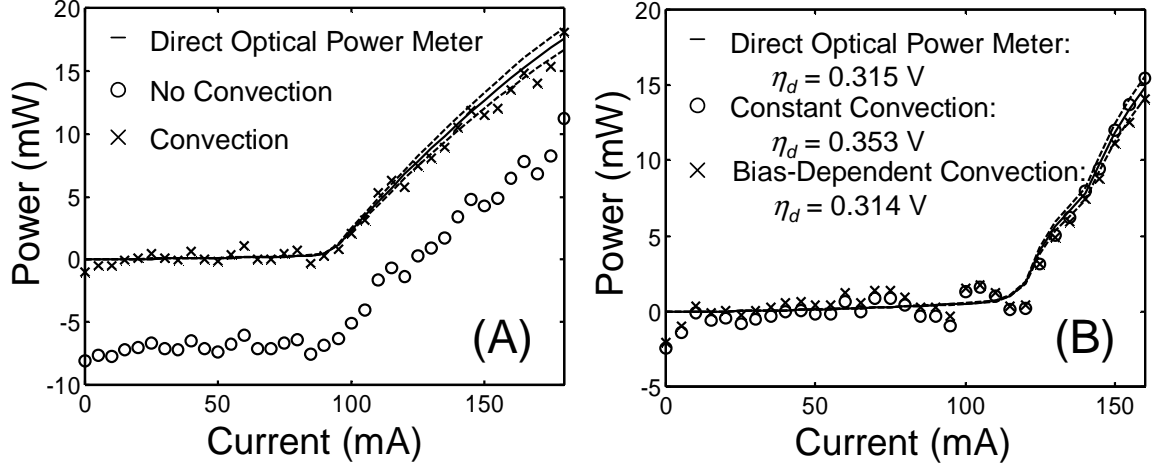 20
15
10
5
0
-5
-10
Power (mW)
– Direct Optical Power Meter
○ No Convection
× Convection
(A)
0 50 100 150
Current (mA)
20
15
10
5
0
-5
Power (mW)
– Direct Optical Power Meter:
η_d = 0.315 V
○ Constant Convection:
η_d = 0.353 V
× Bias-Dependent Convection:
η_d = 0.314 V
(B)
0 50 100 150
Current (mA)